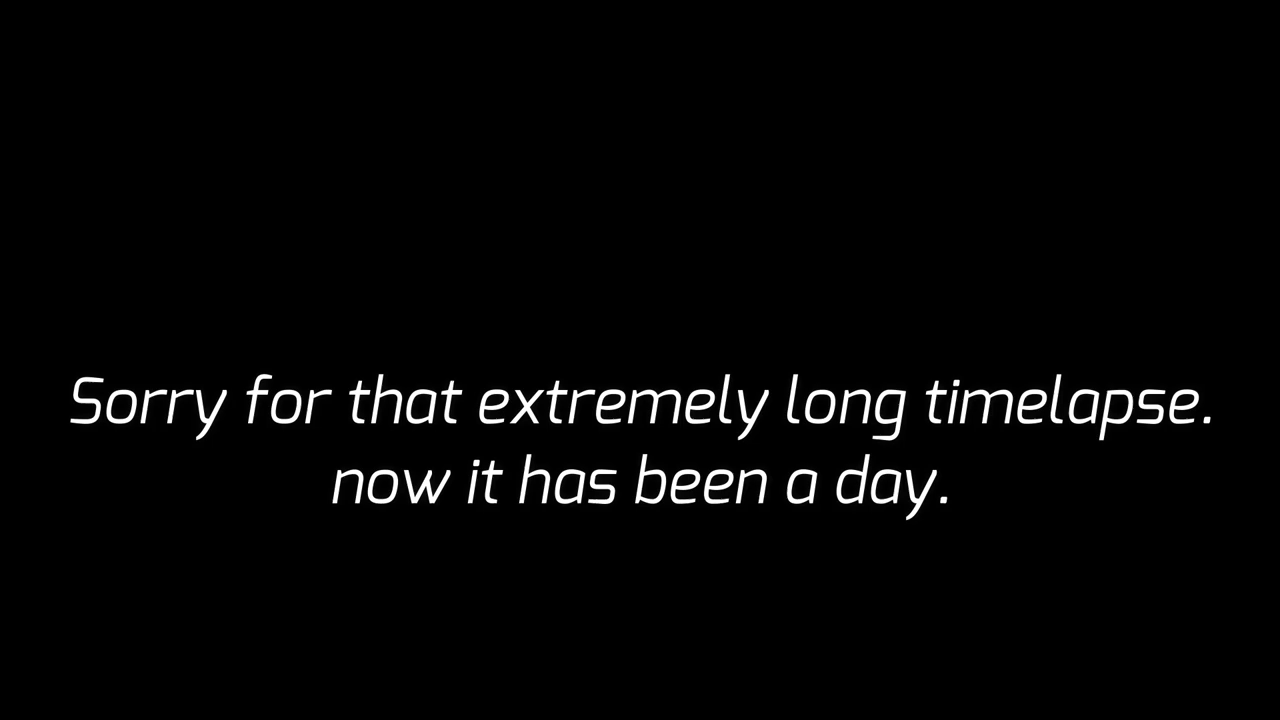 Sorry for that extremely long timelapse.
now it has been a day.